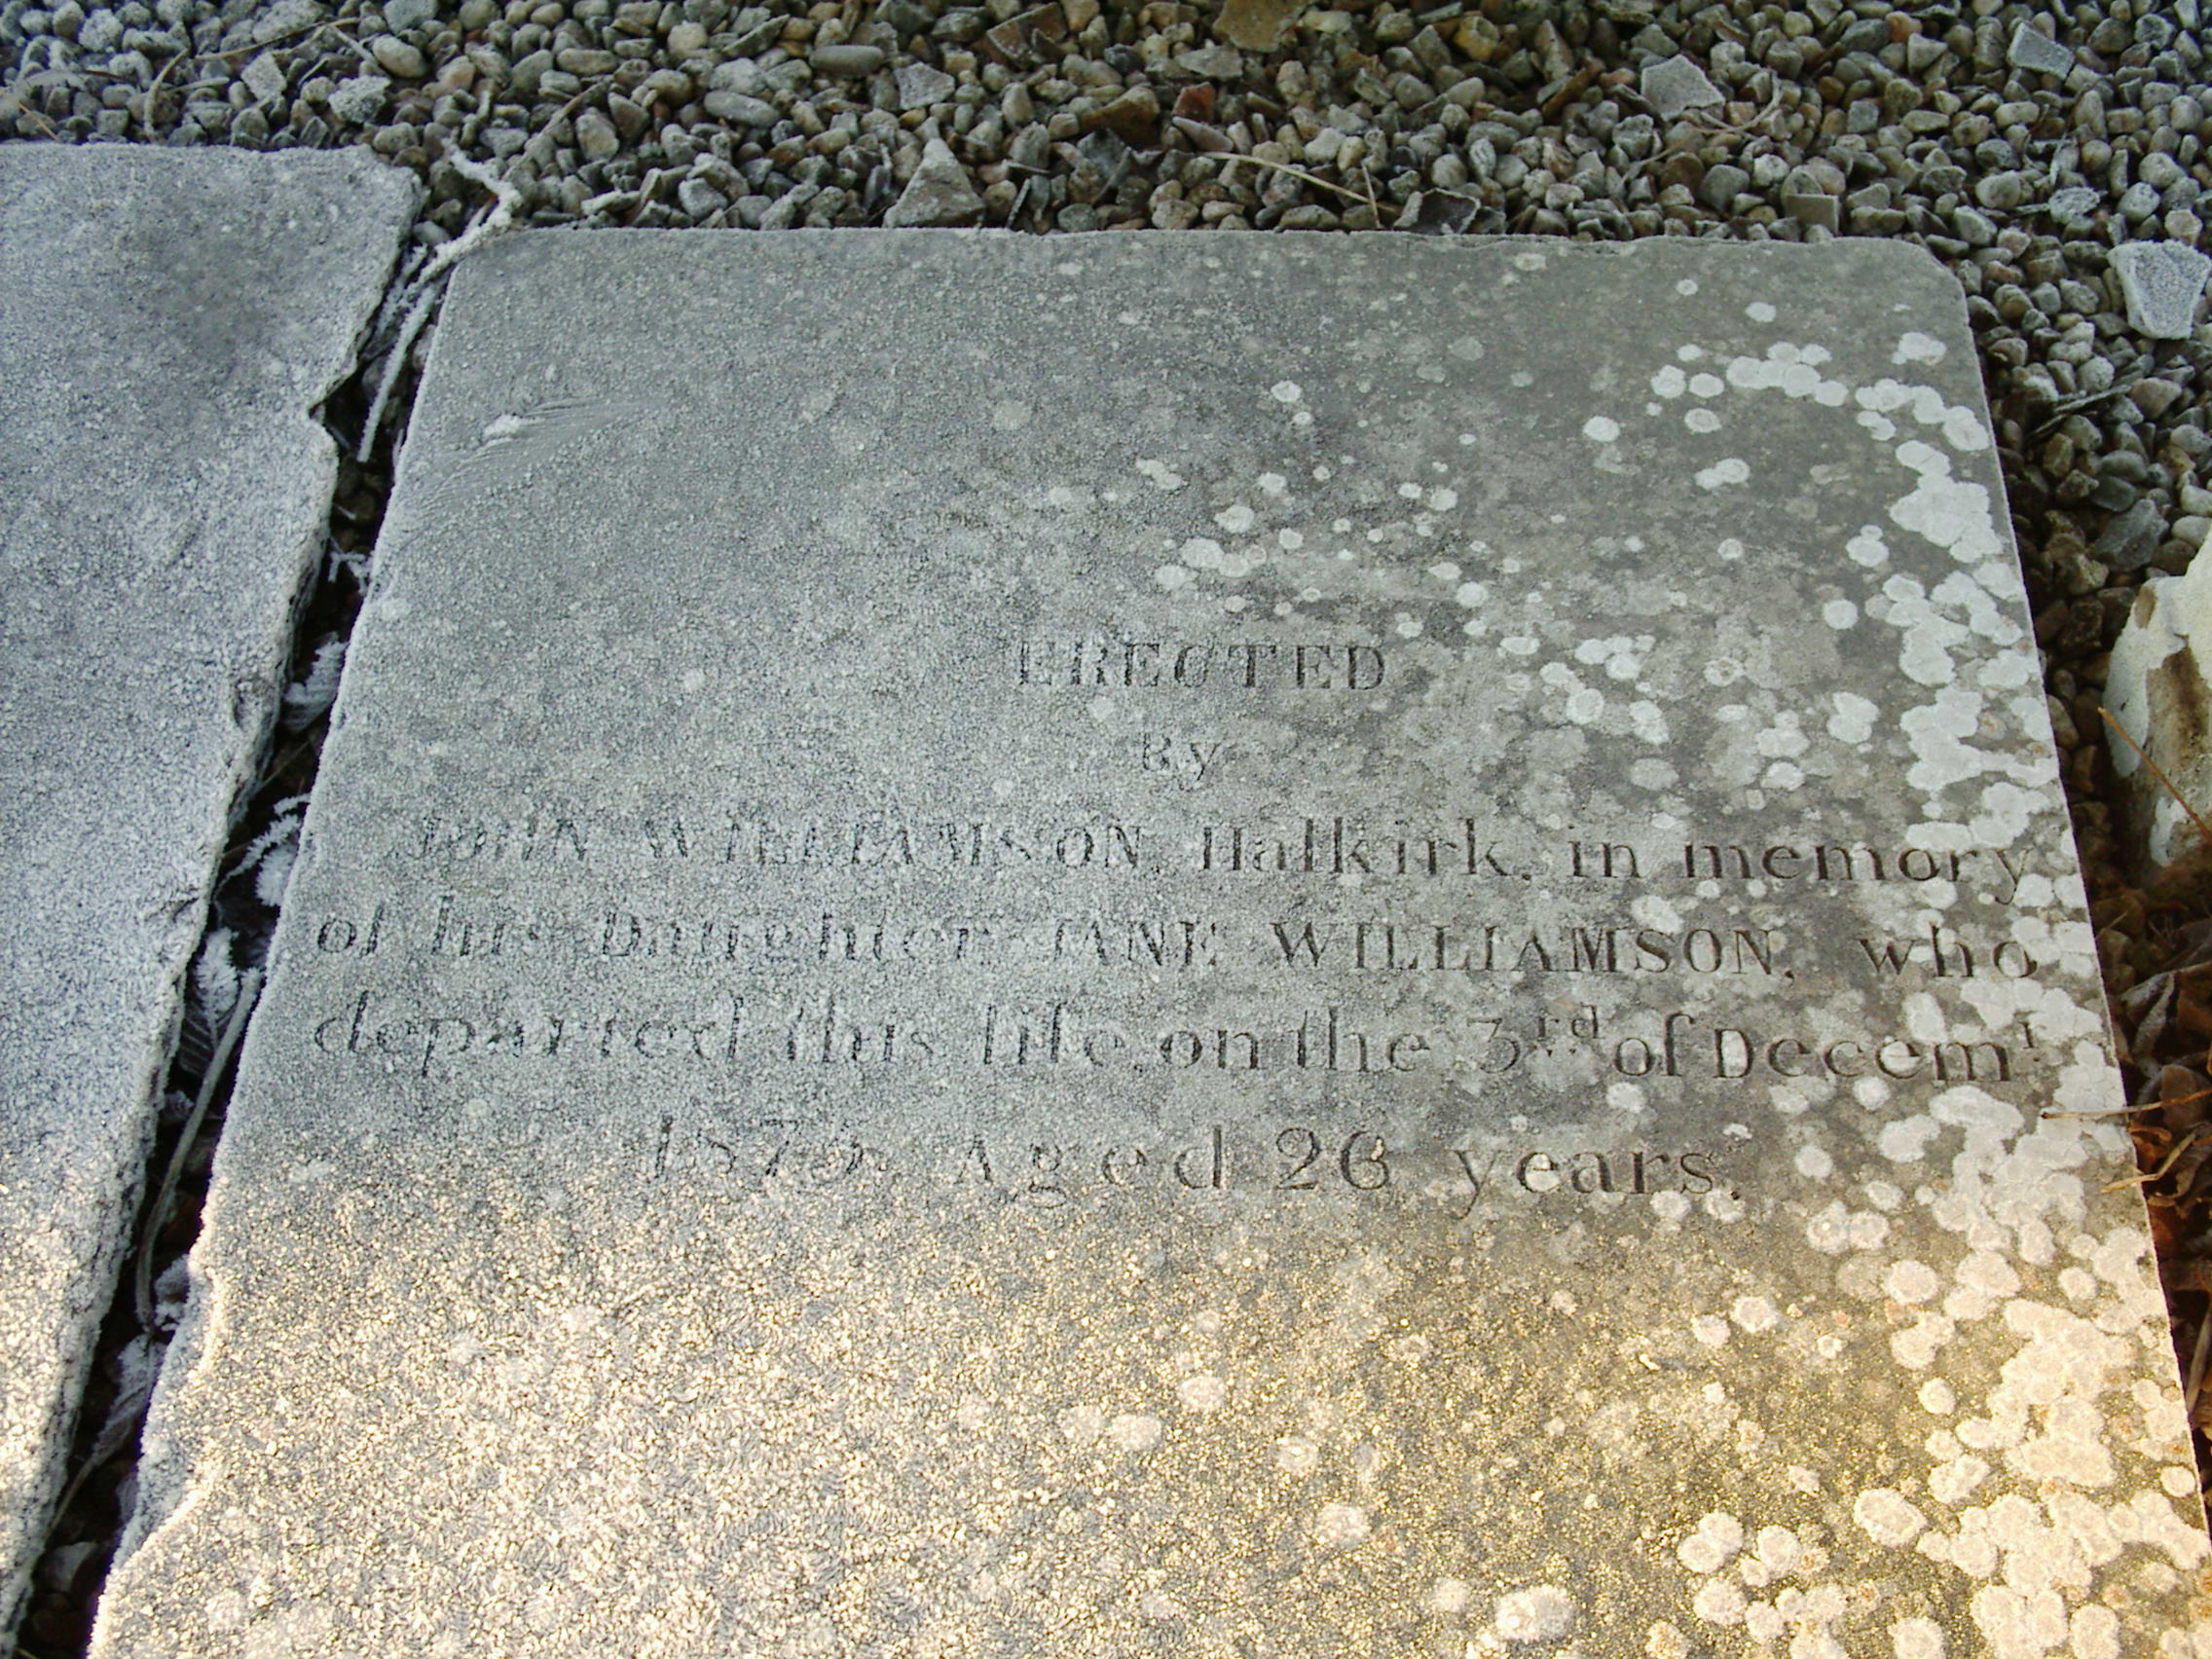 ERECTED
By
JOHN WILLIAMSON, Halkirk, in memory
of his Daughter JANE WILLIAMSON, who
departed this life, on the 3rd of Decemr
Aged 26 years.